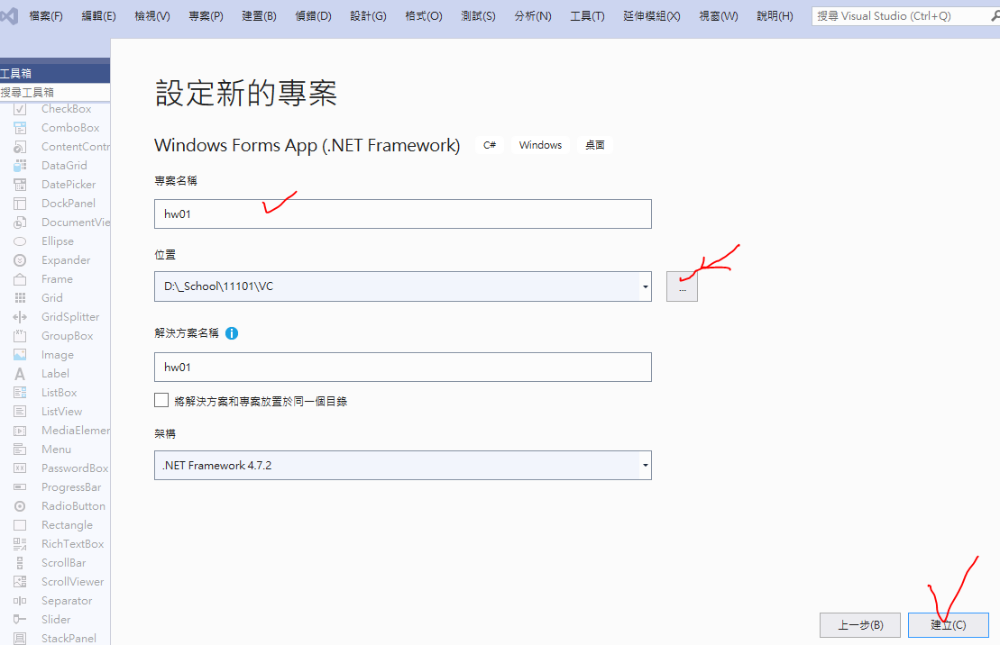 檔案(F) 編輯(E) 檢視(V) 專案(P) 建置(B) 偵錯(D) 設計(G) 格式(O) 測試(S) 分析(N) 工具(T) 延伸模組(X) 視窗(W) 說明(H) 搜尋 Visual Studio (Ctrl+Q)
工具箱
搜尋工具箱
CheckBox
ComboBox
ContentContr
DataGrid
DatePicker
DockPanel
DocumentVie
Ellipse
Expander
Frame
Grid
GridSplitter
GroupBox
Image
Label
ListBox
ListView
MediaElemer
Menu
PasswordBox
ProgressBar
RadioButton
Rectangle
RichTextBox
ScrollBar
ScrollViewer
Separator
Slider
StackPanel
設定新的專案
Windows Forms App (.NET Framework) C# Windows 桌面
專案名稱
hw01
位置
D:\_School\11101\VC
...
解決方案名稱
hw01
將解決方案和專案放置於同一個目錄
架構
.NET Framework 4.7.2
上一步(B) 建立(C)